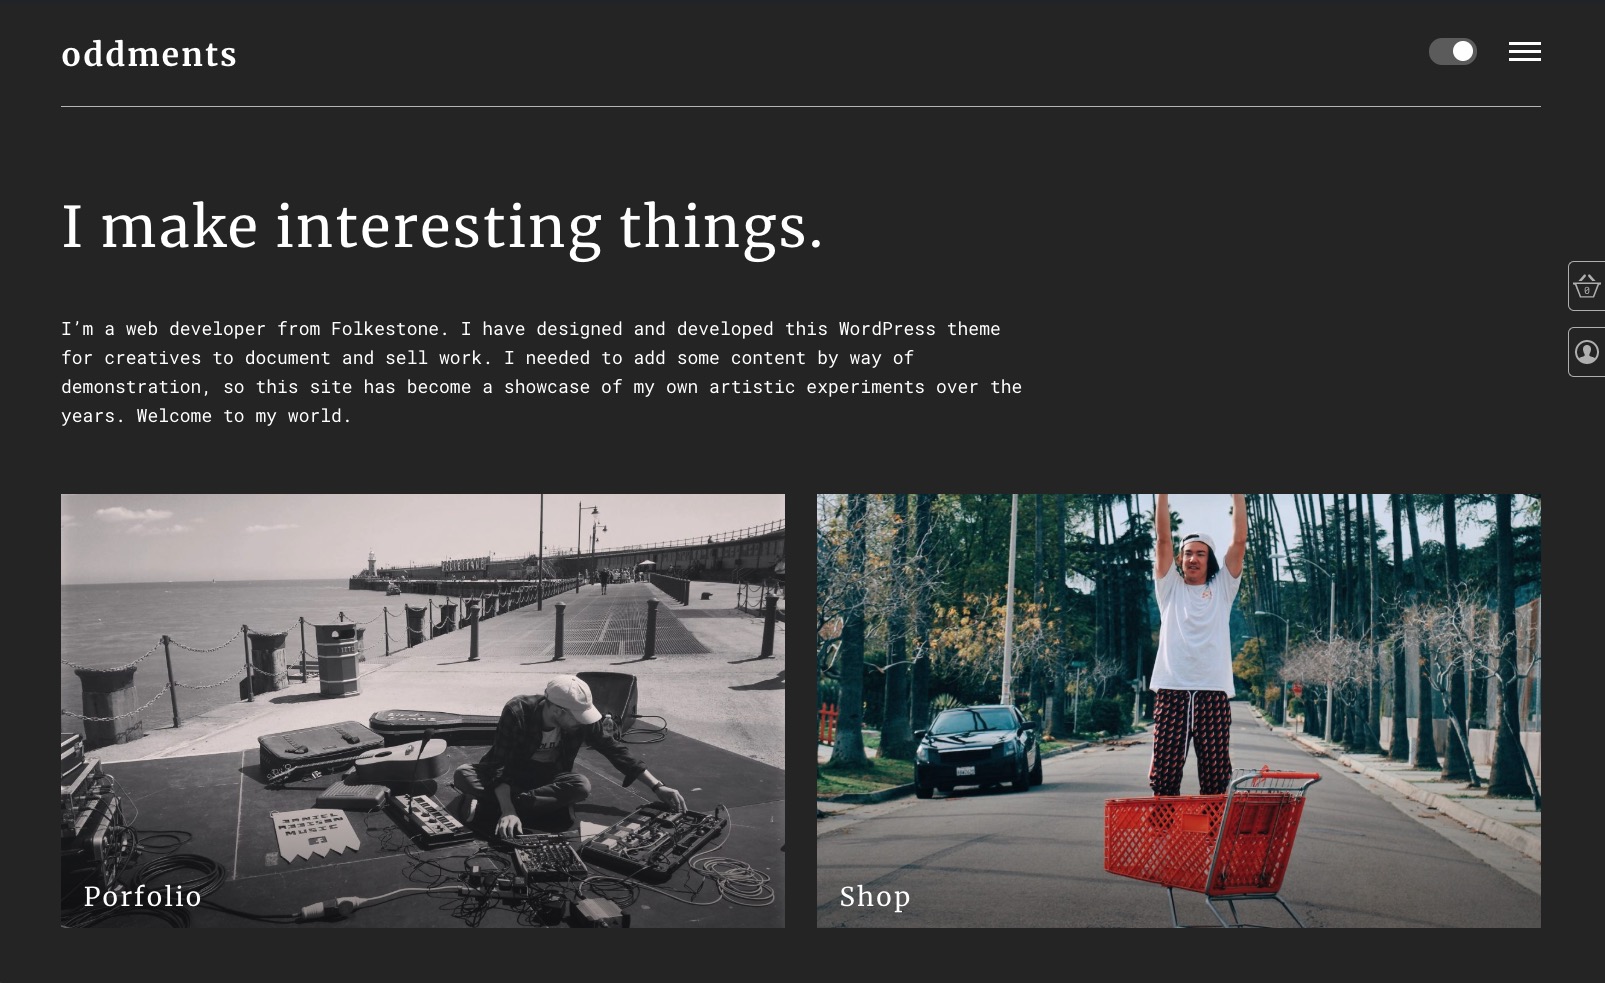 oddments
I make interesting things.
0
I’m a web developer from Folkestone. I have designed and developed this WordPress theme
for creatives to document and sell work. I needed to add some content by way of
demonstration, so this site has become a showcase of my own artistic experiments over the
years. Welcome to my world.
MUSIC
Porfolio
Shop